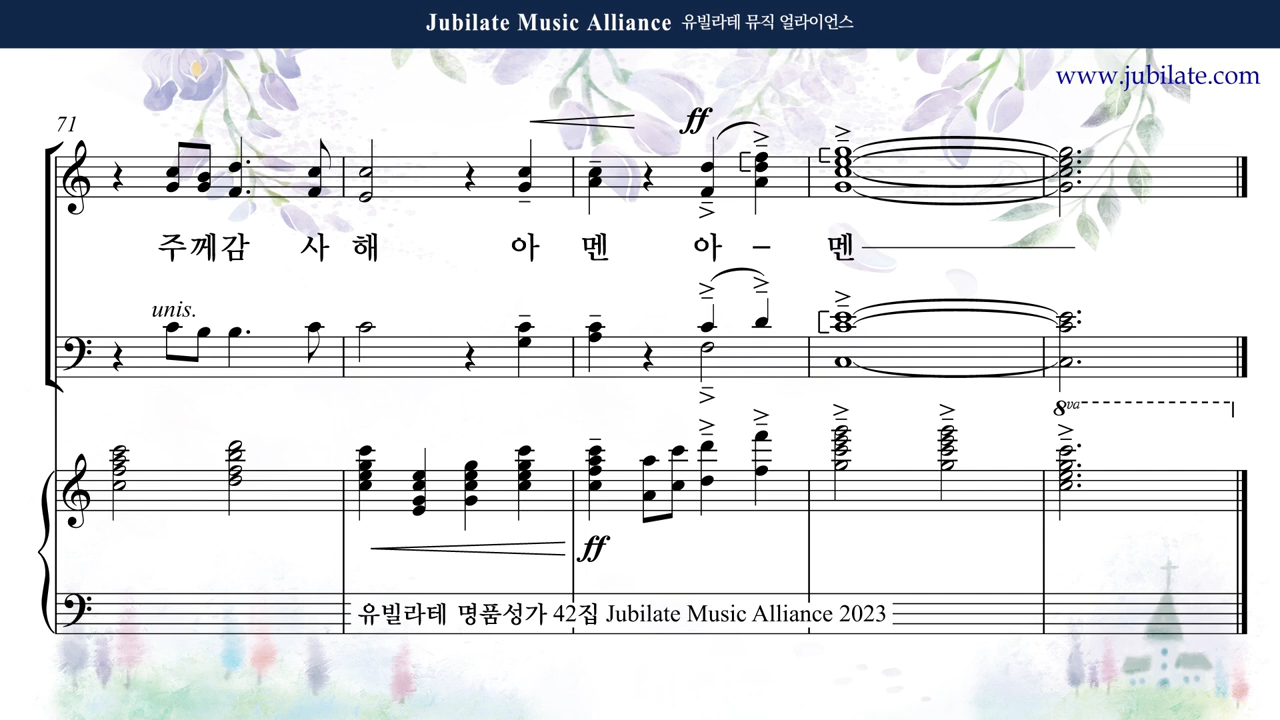 Jubilate Music Alliance 유빌라테 뮤직 얼라이언스
www.jubilate.com
71
ff
주께감 사 해 아 멘 아 – 멘
unis.
8va
ff
유빌라테 명품성가 42집 Jubilate Music Alliance 2023